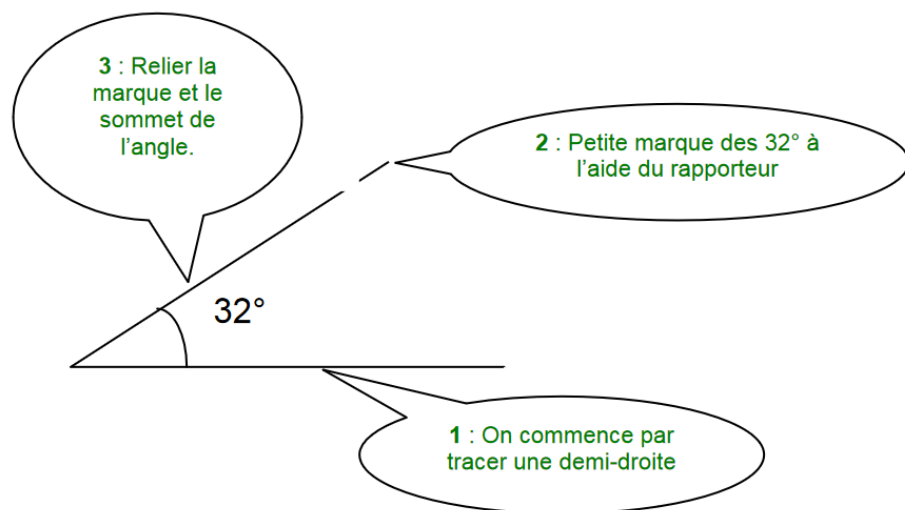 3 : Relier la
marque et le
sommet de
l'angle.
2 : Petite marque des 32° à
l'aide du rapporteur
32°
1 : On commence par
tracer une demi-droite